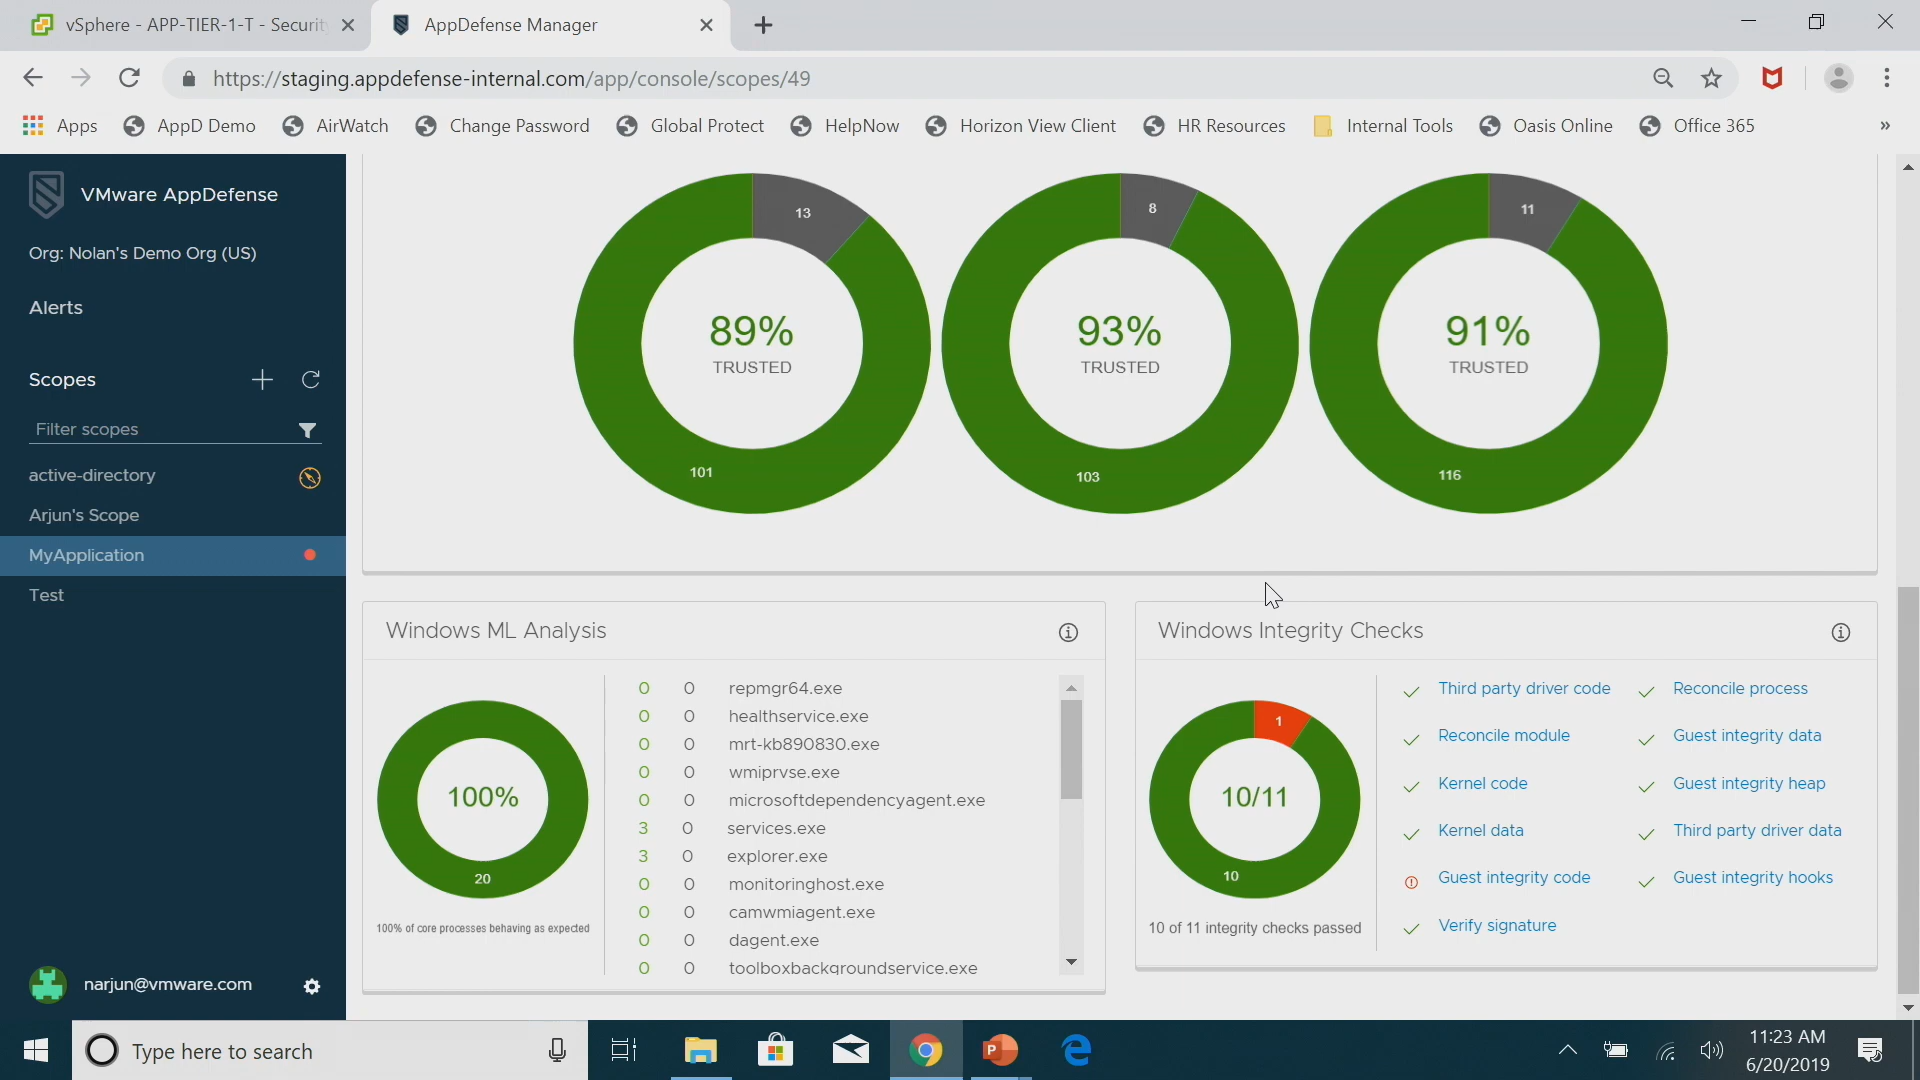 vSphere - APP-TIER-1-T - Securit
AppDefense Manager
https://staging.appdefense-internal.com/app/console/scopes/49
Apps
AppD Demo
AirWatch
Change Password
Global Protect
HelpNow
Horizon View Client
HR Resources
Internal Tools
Oasis Online
Office 365
»
VMware AppDefense
Org: Nolan's Demo Org (US)
Alerts
Scopes
Filter scopes
active-directory
Arjun's Scope
MyApplication
Test
narjun@vmware.com
13
89%
TRUSTED
101
8
93%
TRUSTED
103
11
91%
TRUSTED
116
Windows ML Analysis
100%
20
100% of core processes behaving as expected
0 0 repmgr64.exe
0 0 healthservice.exe
0 0 mrt-kb890830.exe
0 0 wmiprvse.exe
0 0 microsoftdependencyagent.exe
3 0 services.exe
3 0 explorer.exe
0 0 monitoringhost.exe
0 0 camwmiagent.exe
0 0 dagent.exe
0 0 toolboxbackgroundservice.exe
Windows Integrity Checks
1
10/11
10
10 of 11 integrity checks passed
Third party driver code
Reconcile process
Reconcile module
Guest integrity data
Kernel code
Guest integrity heap
Kernel data
Third party driver data
Guest integrity code
Guest integrity hooks
Verify signature
Type here to search
11:23 AM
6/20/2019